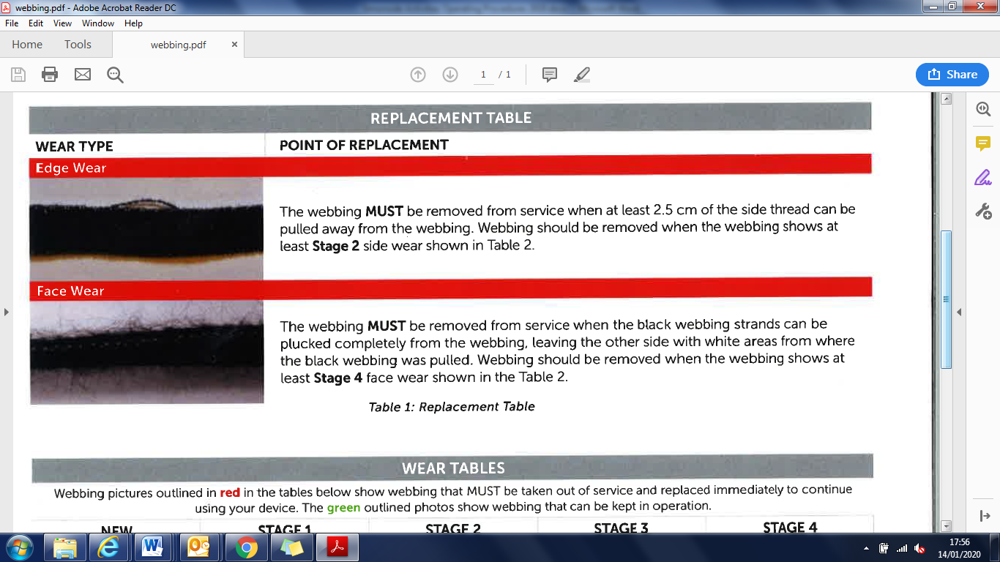 webbing.pdf - Adobe Acrobat Reader DC
File Edit View Window Help
Home Tools webbing.pdf
1 / 1 Share
REPLACEMENT TABLE
WEAR TYPE POINT OF REPLACEMENT
Edge Wear
The webbing MUST be removed from service when at least 2.5 cm of the side thread can be
pulled away from the webbing. Webbing should be removed when the webbing shows at
least Stage 2 side wear shown in Table 2.
Face Wear
The webbing MUST be removed from service when the black webbing strands can be
plucked completely from the webbing, leaving the other side with white areas from where
the black webbing was pulled. Webbing should be removed when the webbing shows at
least Stage 4 face wear shown in the Table 2.
Table 1: Replacement Table
WEAR TABLES
Webbing pictures outlined in red in the tables below show webbing that MUST be taken out of service and replaced immediately to continue
using your device. The green outlined photos show webbing that can be kept in operation.
NEW STAGE 1 STAGE 2 STAGE 3 STAGE 4
17:56
14/01/2020